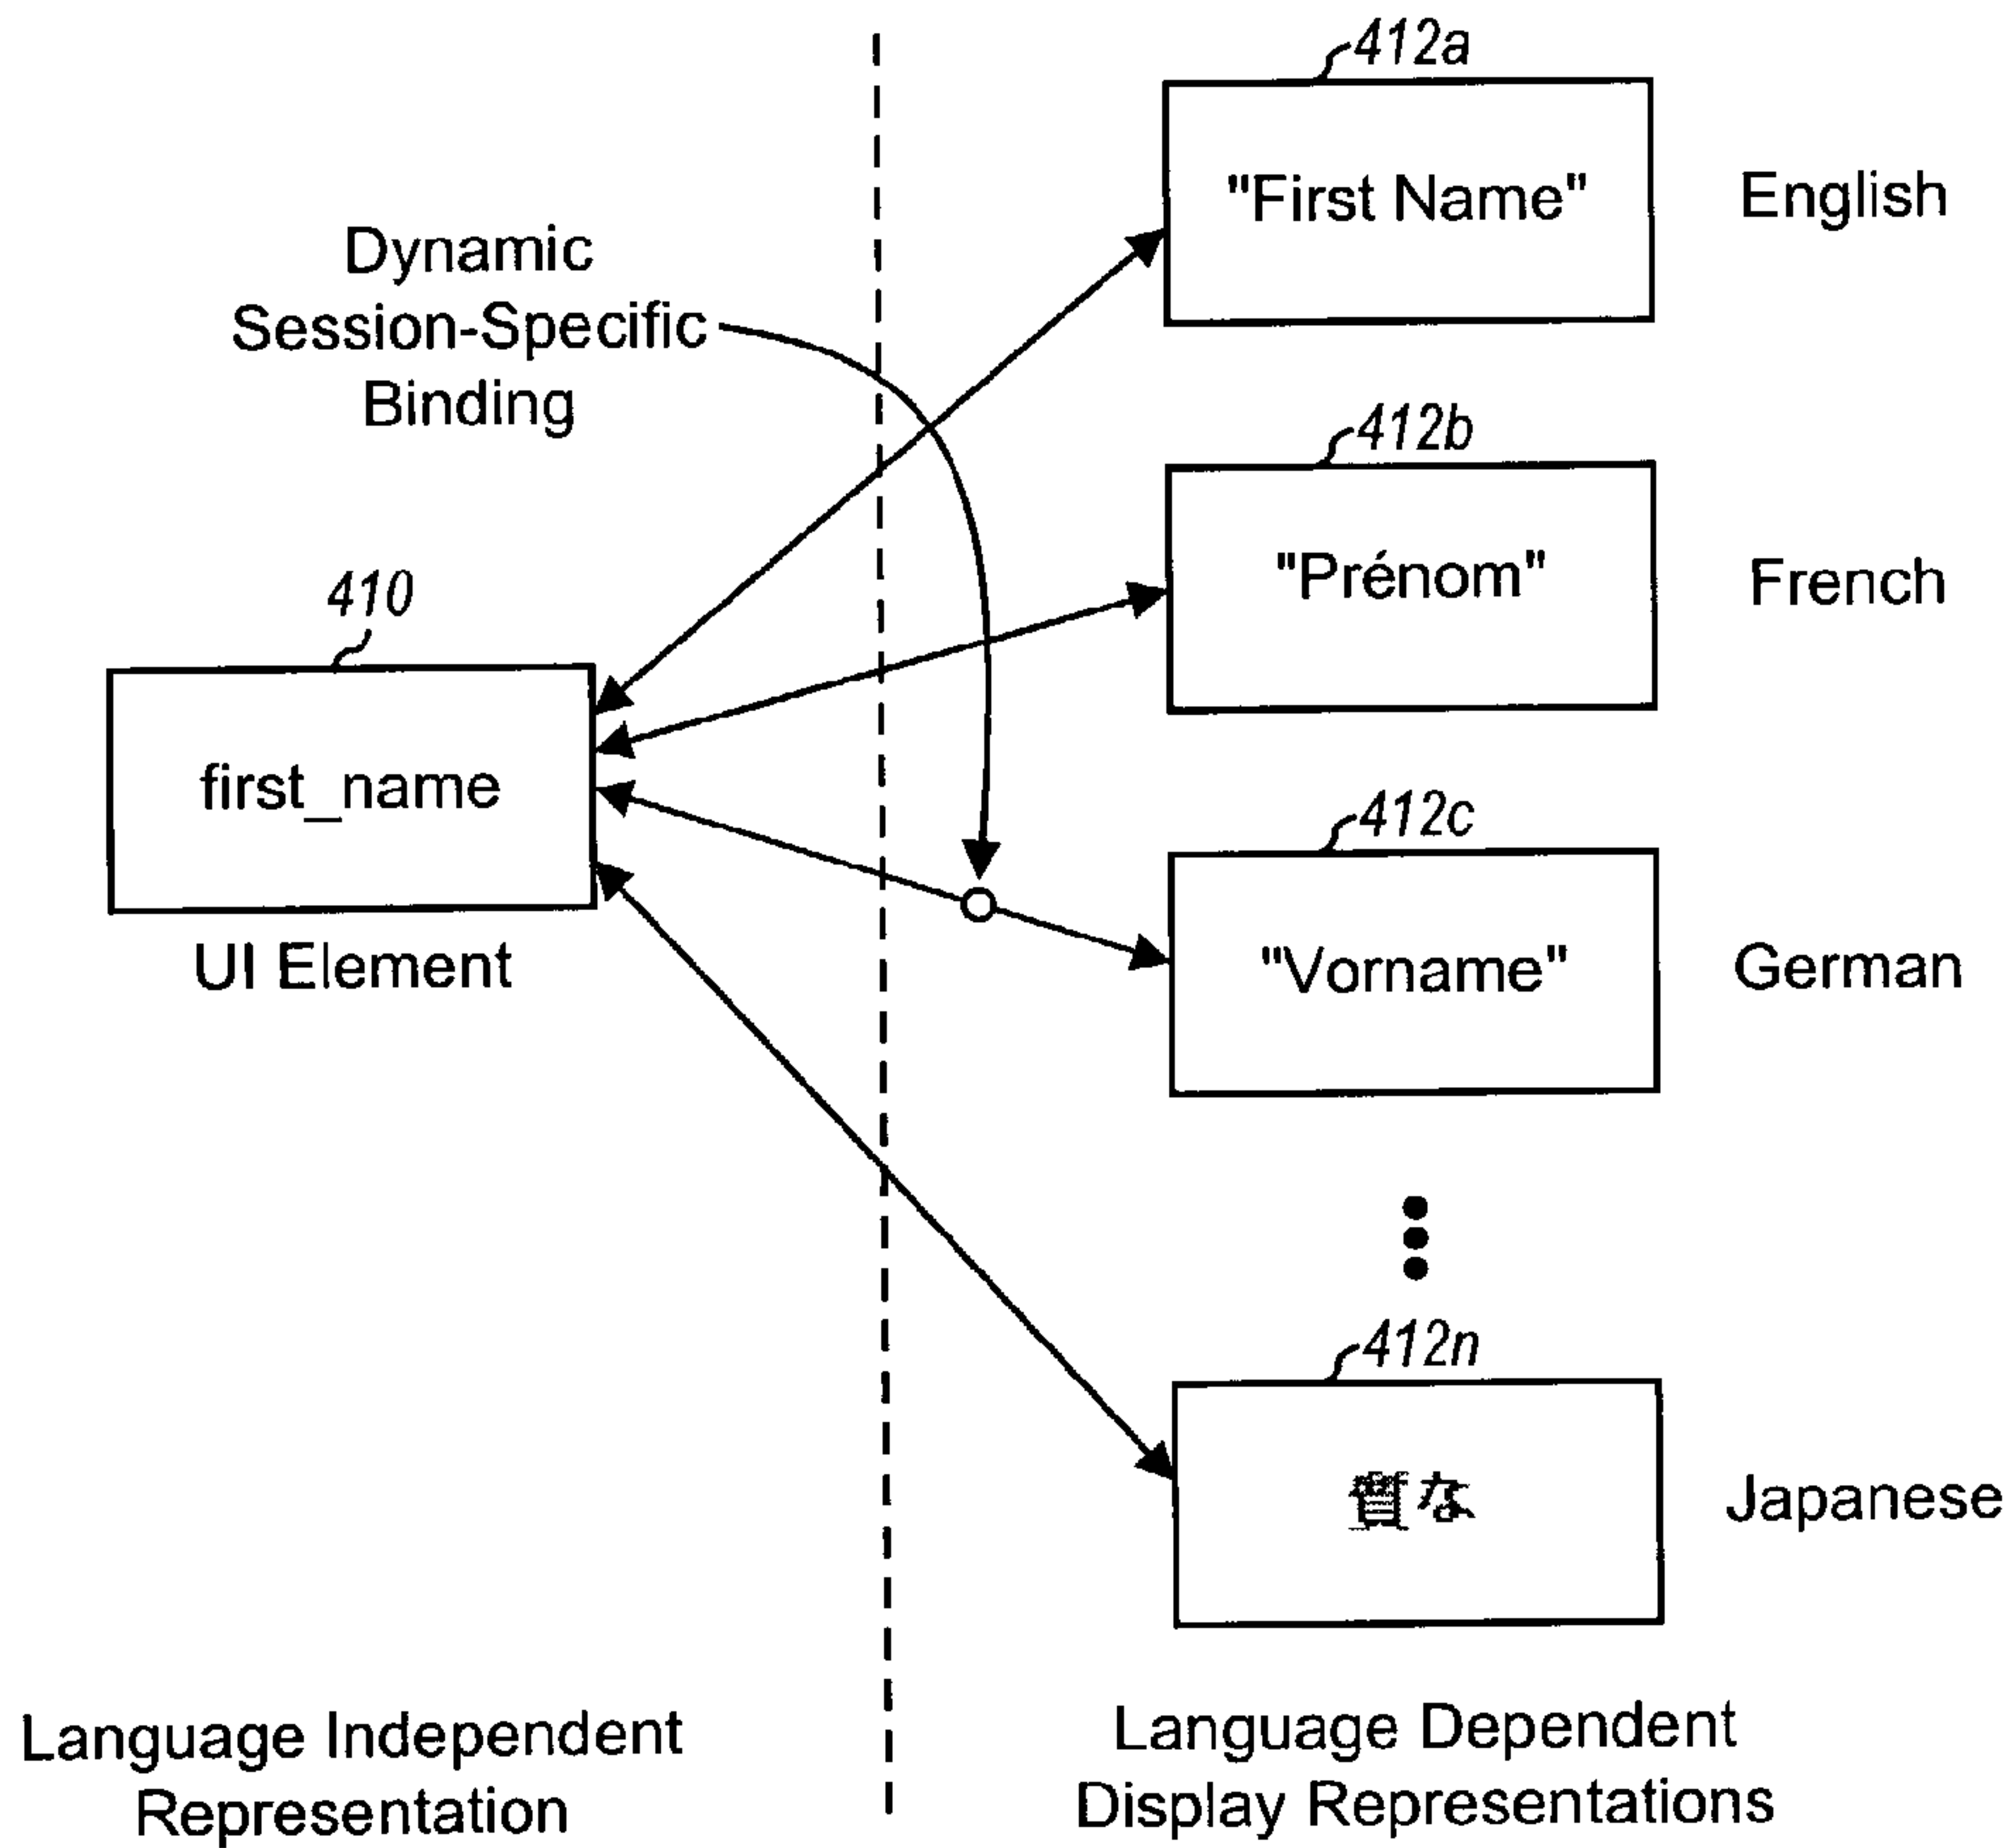 412a
"First Name"
English
Dynamic
Session-Specific
Binding
412b
"Prénom"
French
410
first_name
UI Element
412c
"Vorname"
German
412n
Japanese
Language Independent
Representation
Language Dependent
Display Representations